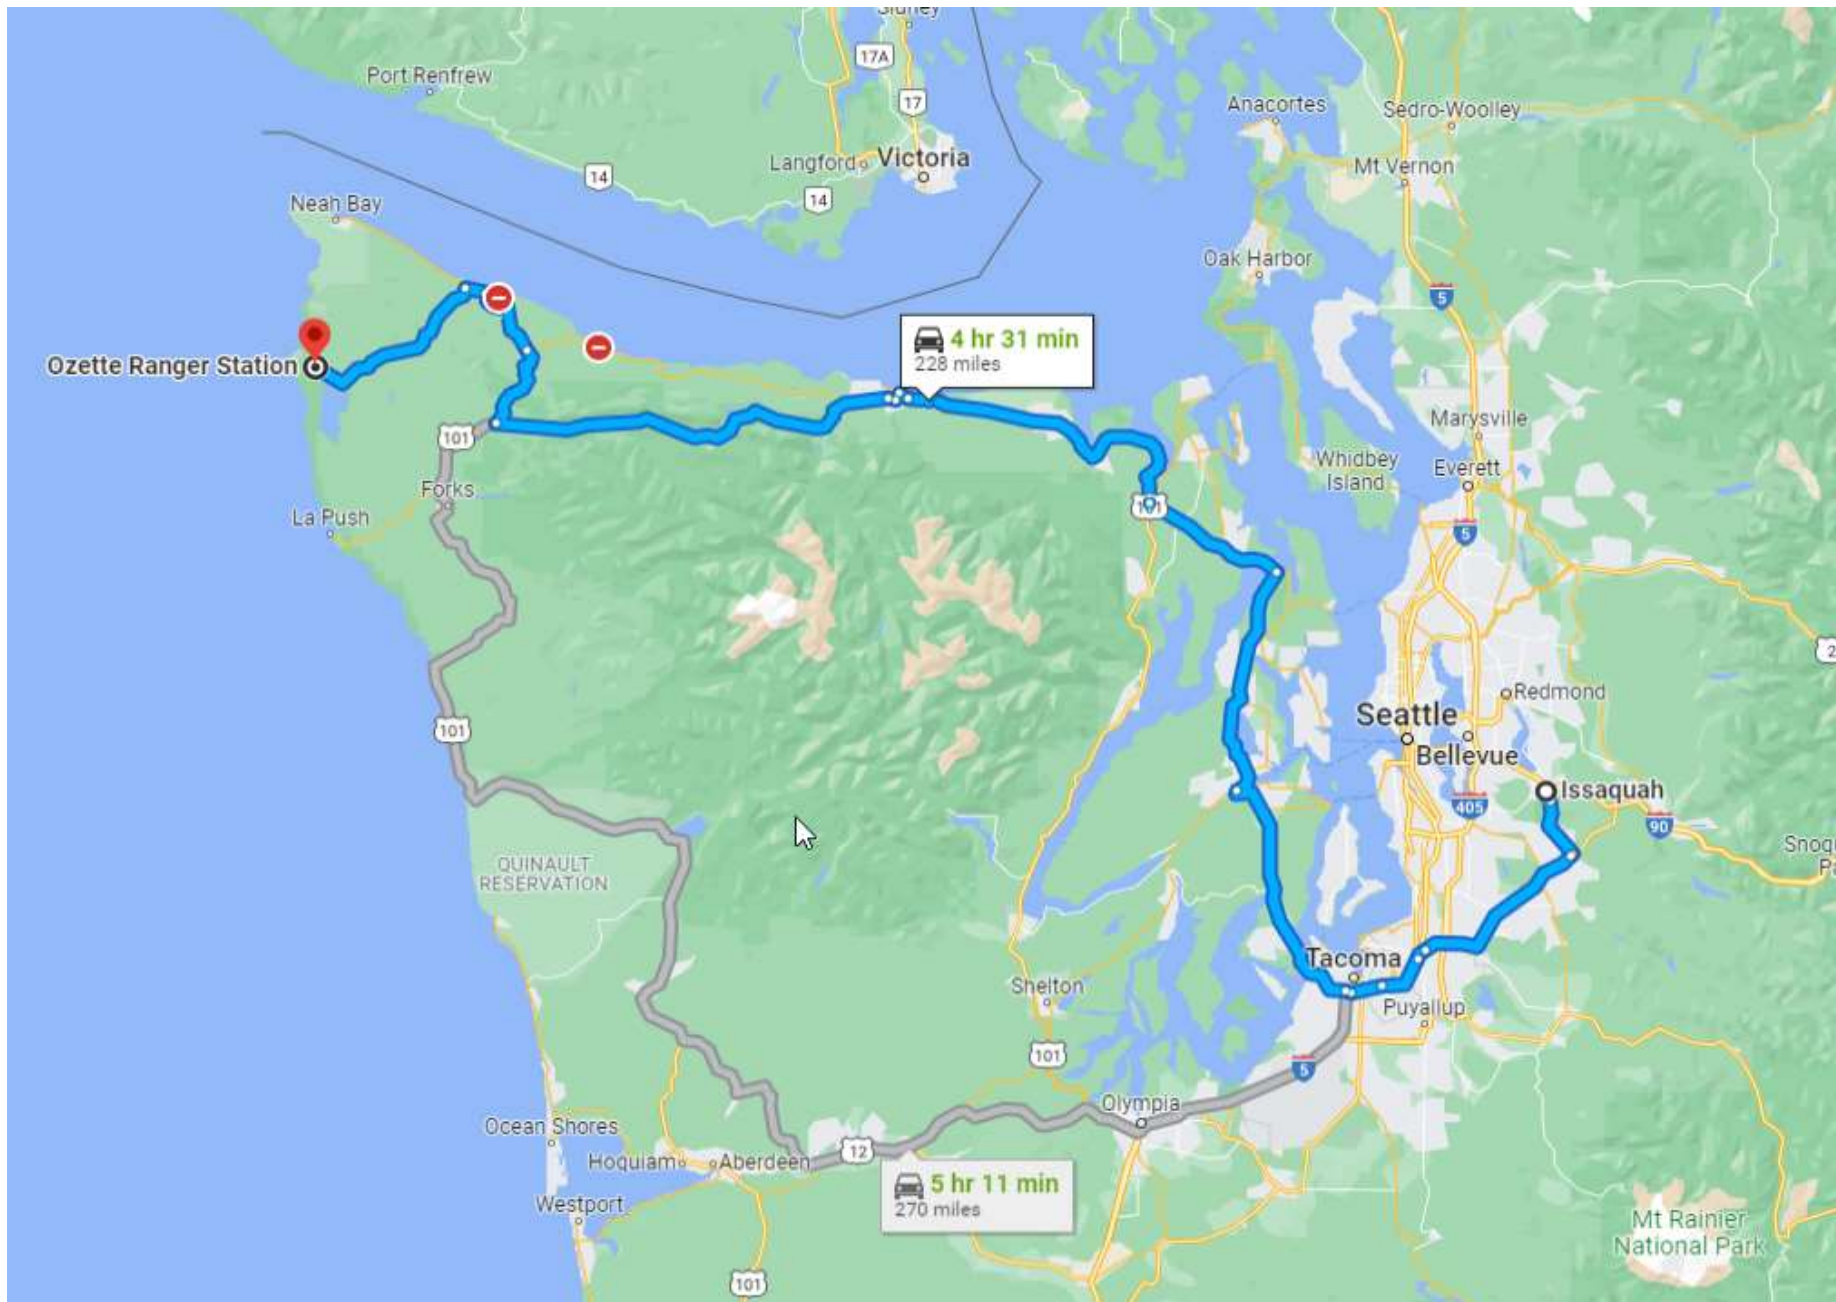 Sidney
17A
Port Renfrew
17
Anacortes
Sedro-Woolley
Langford
Victoria
Mt Vernon
14
14
Neah Bay
Oak Harbor
5
4 hr 31 min
228 miles
Ozette Ranger Station
Marysville
101
Whidbey
Island
Everett
Forks
La Push
101
5
2
Redmond
Seattle
Bellevue
101
Issaquah
405
90
QUINAULT
RESERVATION
Tacoma
Shelton
Puyallup
101
5
Olympia
Ocean Shores
12
Hoquiam
Aberdeen
5 hr 11 min
270 miles
Westport
Mt Rainier
National Park
101